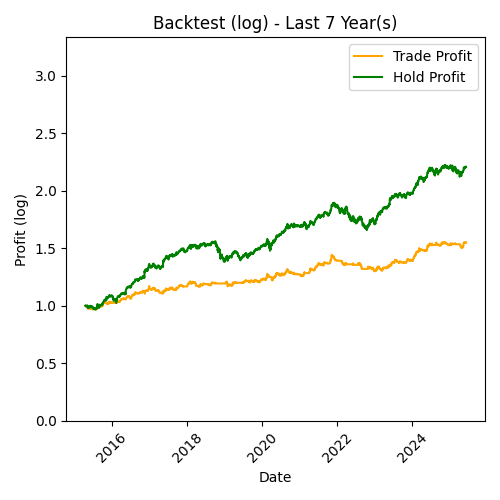 Backtest (log) - Last 7 Year(s)
Trade Profit
Hold Profit
Profit (log)
3.0
2.5
2.0
1.5
1.0
0.5
0.0
2016
2018
2020
2022
2024
Date